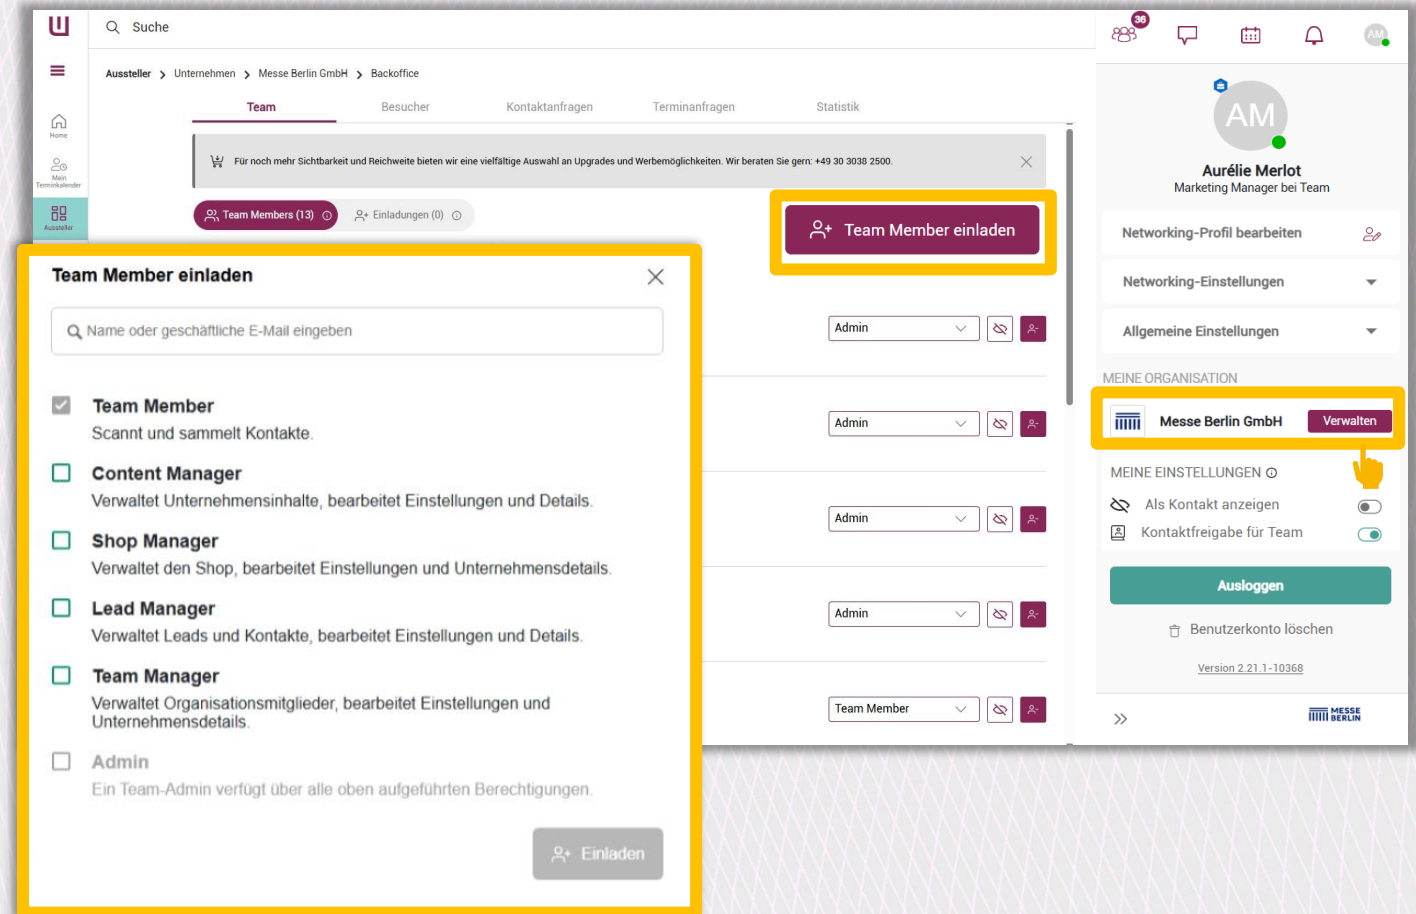 Suche
36
AM
Aussteller > Unternehmen > Messe Berlin GmbH > Backoffice
Team Besucher Kontaktanfragen Terminanfragen Statistik
Home
Mein
Terminkalender
Aussteller
Für noch mehr Sichtbarkeit und Reichweite bieten wir eine vielfältige Auswahl an Upgrades und Werbemöglichkeiten. Wir beraten Sie gern: +49 30 3038 2500.
Team Members (13)
Einladungen (0)
Team Member einladen
Team Member einladen
Name oder geschäftliche E-Mail eingeben
Team Member
Scannt und sammelt Kontakte.
Content Manager
Verwaltet Unternehmensinhalte, bearbeitet Einstellungen und Details.
Shop Manager
Verwaltet den Shop, bearbeitet Einstellungen und Unternehmensdetails.
Lead Manager
Verwaltet Leads und Kontakte, bearbeitet Einstellungen und Details.
Team Manager
Verwaltet Organisationsmitglieder, bearbeitet Einstellungen und
Unternehmensdetails.
Admin
Ein Team-Admin verfügt über alle oben aufgeführten Berechtigungen.
Einladen
Admin
Admin
Admin
Admin
Team Member
AM
Aurélie Merlot
Marketing Manager bei Team
Networking-Profil bearbeiten
Networking-Einstellungen
Allgemeine Einstellungen
MEINE ORGANISATION
Messe Berlin GmbH
Verwalten
MEINE EINSTELLUNGEN
Als Kontakt anzeigen
Kontaktfreigabe für Team
Ausloggen
Benutzerkonto löschen
Version 2.21.1-10368
MESSE
BERLIN